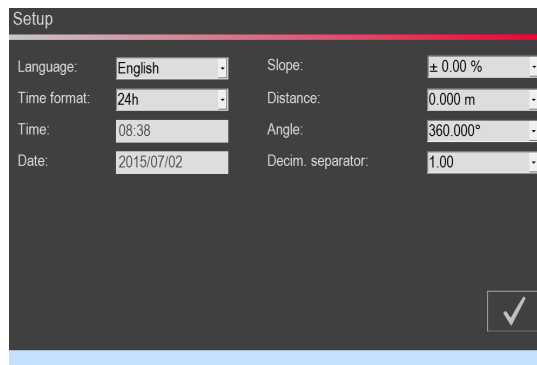 Setup
Language: English Slope: ± 0.00 %
Time format: 24h Distance: 0.000 m
Time: 08:38 Angle: 360.000°
Date: 2015/07/02 Decim. separator: 1.00